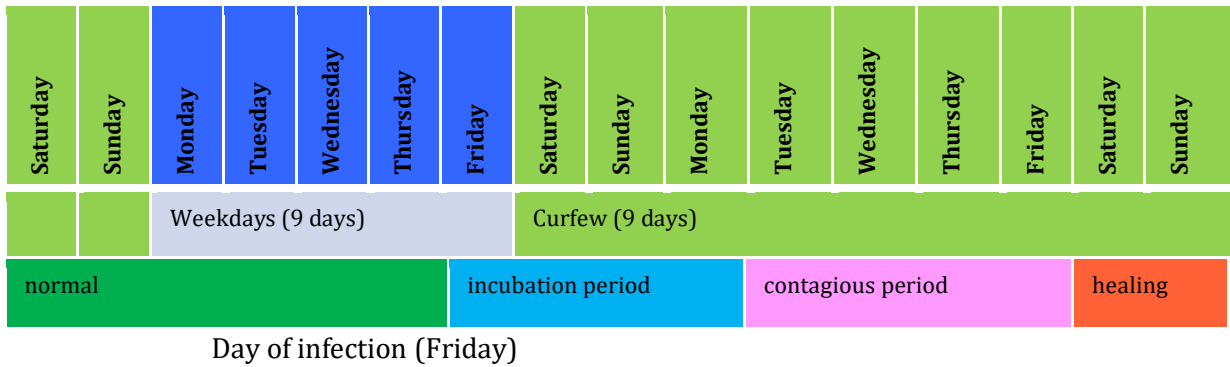 Saturday
Sunday
Monday
Tuesday
Wednesday
Thursday
Friday
Saturday
Sunday
Monday
Tuesday
Wednesday
Thursday
Friday
Saturday
Sunday
Weekdays (9 days)
Curfew (9 days)
normal
incubation period
contagious period
healing
Day of infection (Friday)